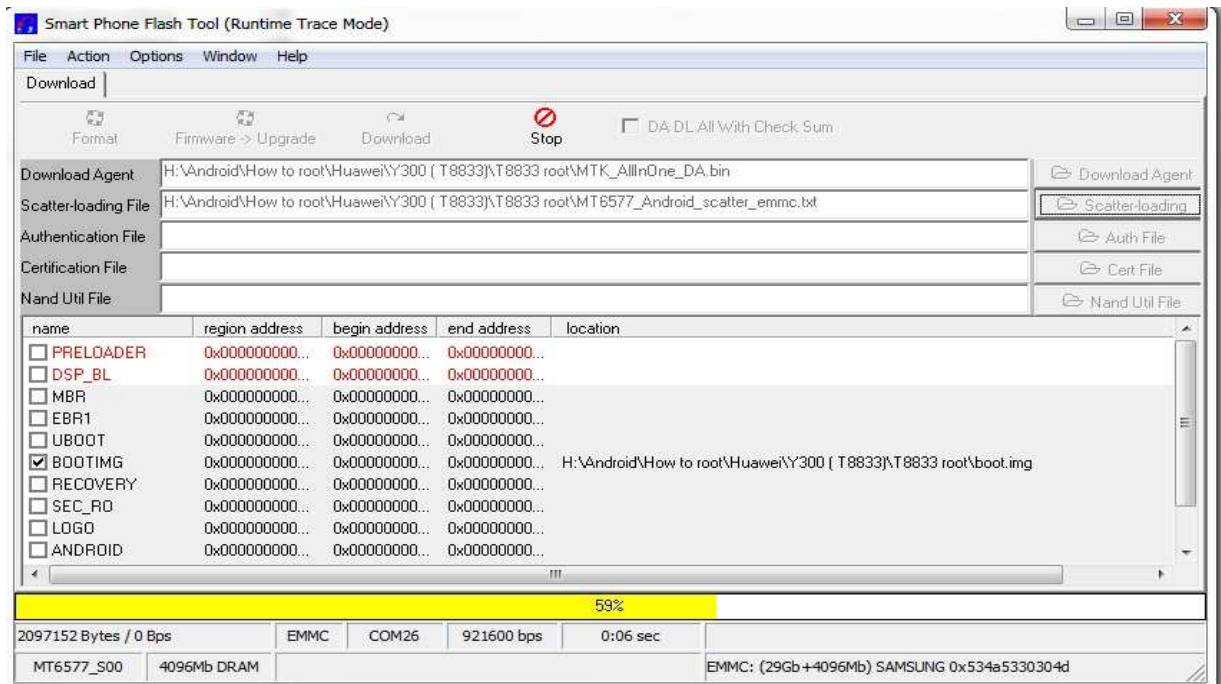 Smart Phone Flash Tool (Runtime Trace Mode)
File Action Options Window Help
Download
Format Firmware -> Upgrade Download Stop DA DL All With Check Sum
Download Agent H:\Android\How to root\Huawei\Y300 ( T8833)\T8833 root\MTK_AllInOne_DA.bin Download Agent
Scatter-loading File H:\Android\How to root\Huawei\Y300 ( T8833)\T8833 root\MT6577_Android_scatter_emmc.txt Scatter-loading
Authentication File Auth File
Certification File Cert File
Nand Util File Nand Util File
name region address begin address end address location
PRELOADER 0x000000000... 0x00000000... 0x00000000...
DSP_BL 0x000000000... 0x00000000... 0x00000000...
MBR 0x000000000... 0x00000000... 0x00000000...
EBR1 0x000000000... 0x00000000... 0x00000000...
UBOOT 0x000000000... 0x00000000... 0x00000000...
BOOTIMG 0x000000000... 0x00000000... 0x00000000... H:\Android\How to root\Huawei\Y300 ( T8833)\T8833 root\boot.img
RECOVERY 0x000000000... 0x00000000... 0x00000000...
SEC_RO 0x000000000... 0x00000000... 0x00000000...
LOGO 0x000000000... 0x00000000... 0x00000000...
ANDROID 0x000000000... 0x00000000... 0x00000000...
59%
2097152 Bytes / 0 Bps EMMC COM26 921600 bps 0:06 sec
MT6577_S00 4096Mb DRAM EMMC: (29Gb+4096Mb) SAMSUNG 0x534a5330304d